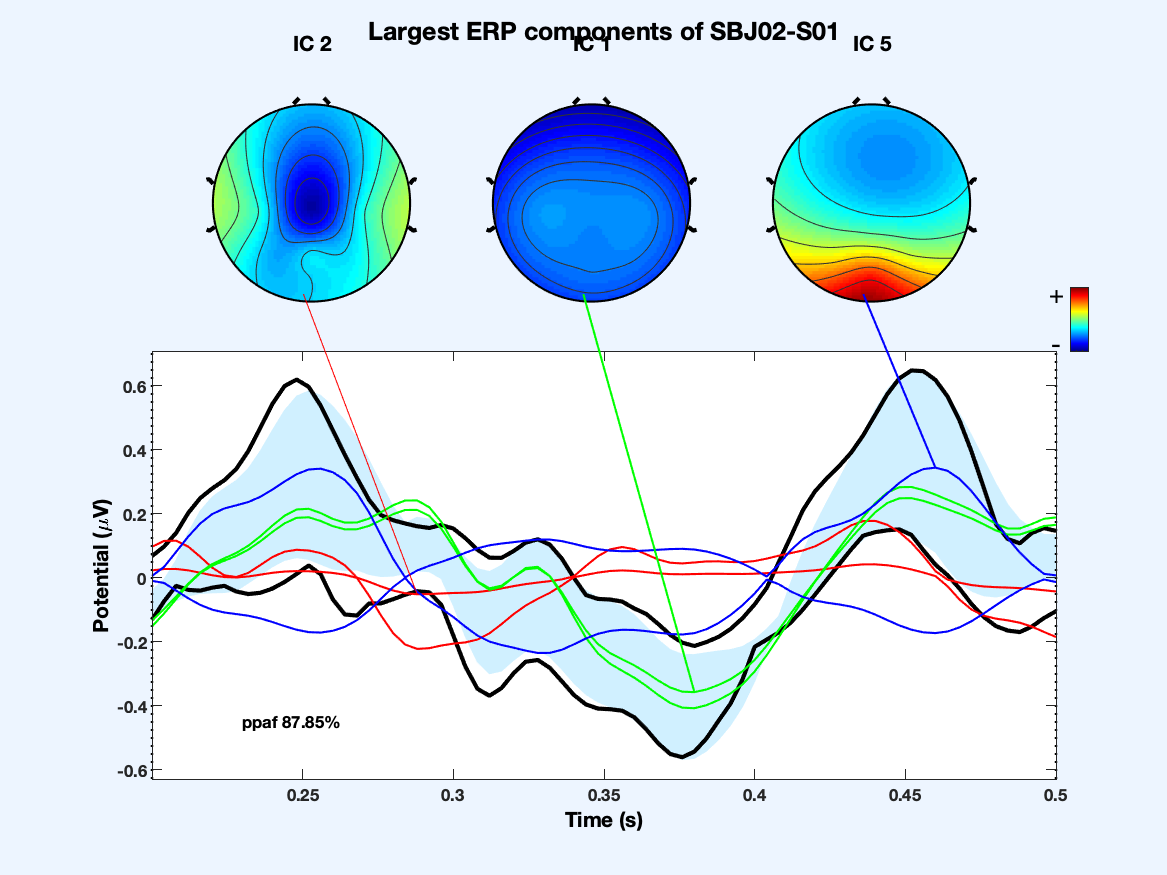 Largest ERP components of SBJ02-S01
IC 2
IC 1
IC 5
+
-
0.6
0.4
0.2
0
-0.2
-0.4
-0.6
Potential (μV)
ppaf 87.85%
0.25
0.3
0.35
0.4
0.45
0.5
Time (s)